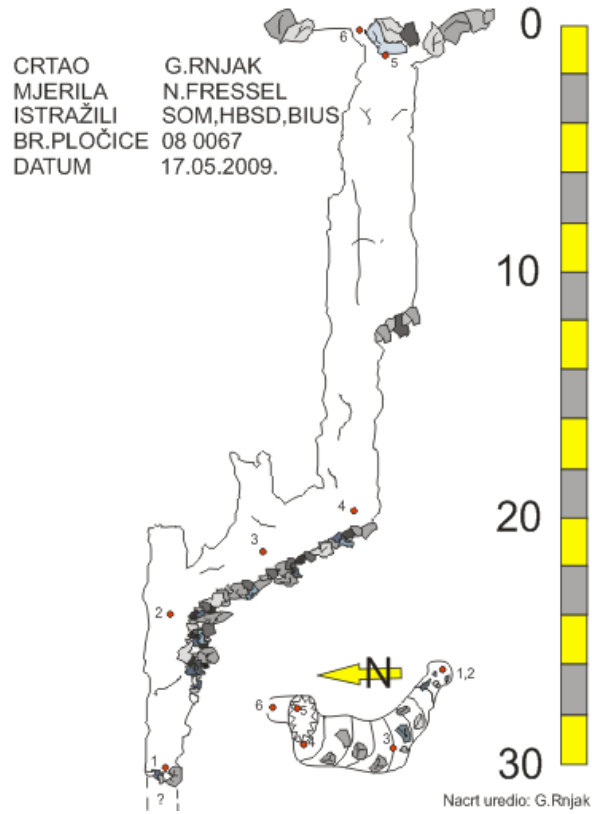 0
6
5
CRTAO G.RNJAK
MJERILA N.FRESSEL
ISTRAŽILI SOM,HBSD,BIUS
BR.PLOČICE 08 0067
DATUM 17.05.2009.
10
4
20
3
2
N
1,2
6
5
4
3
1
30
?
Nacrt uredio: G.Rnjak